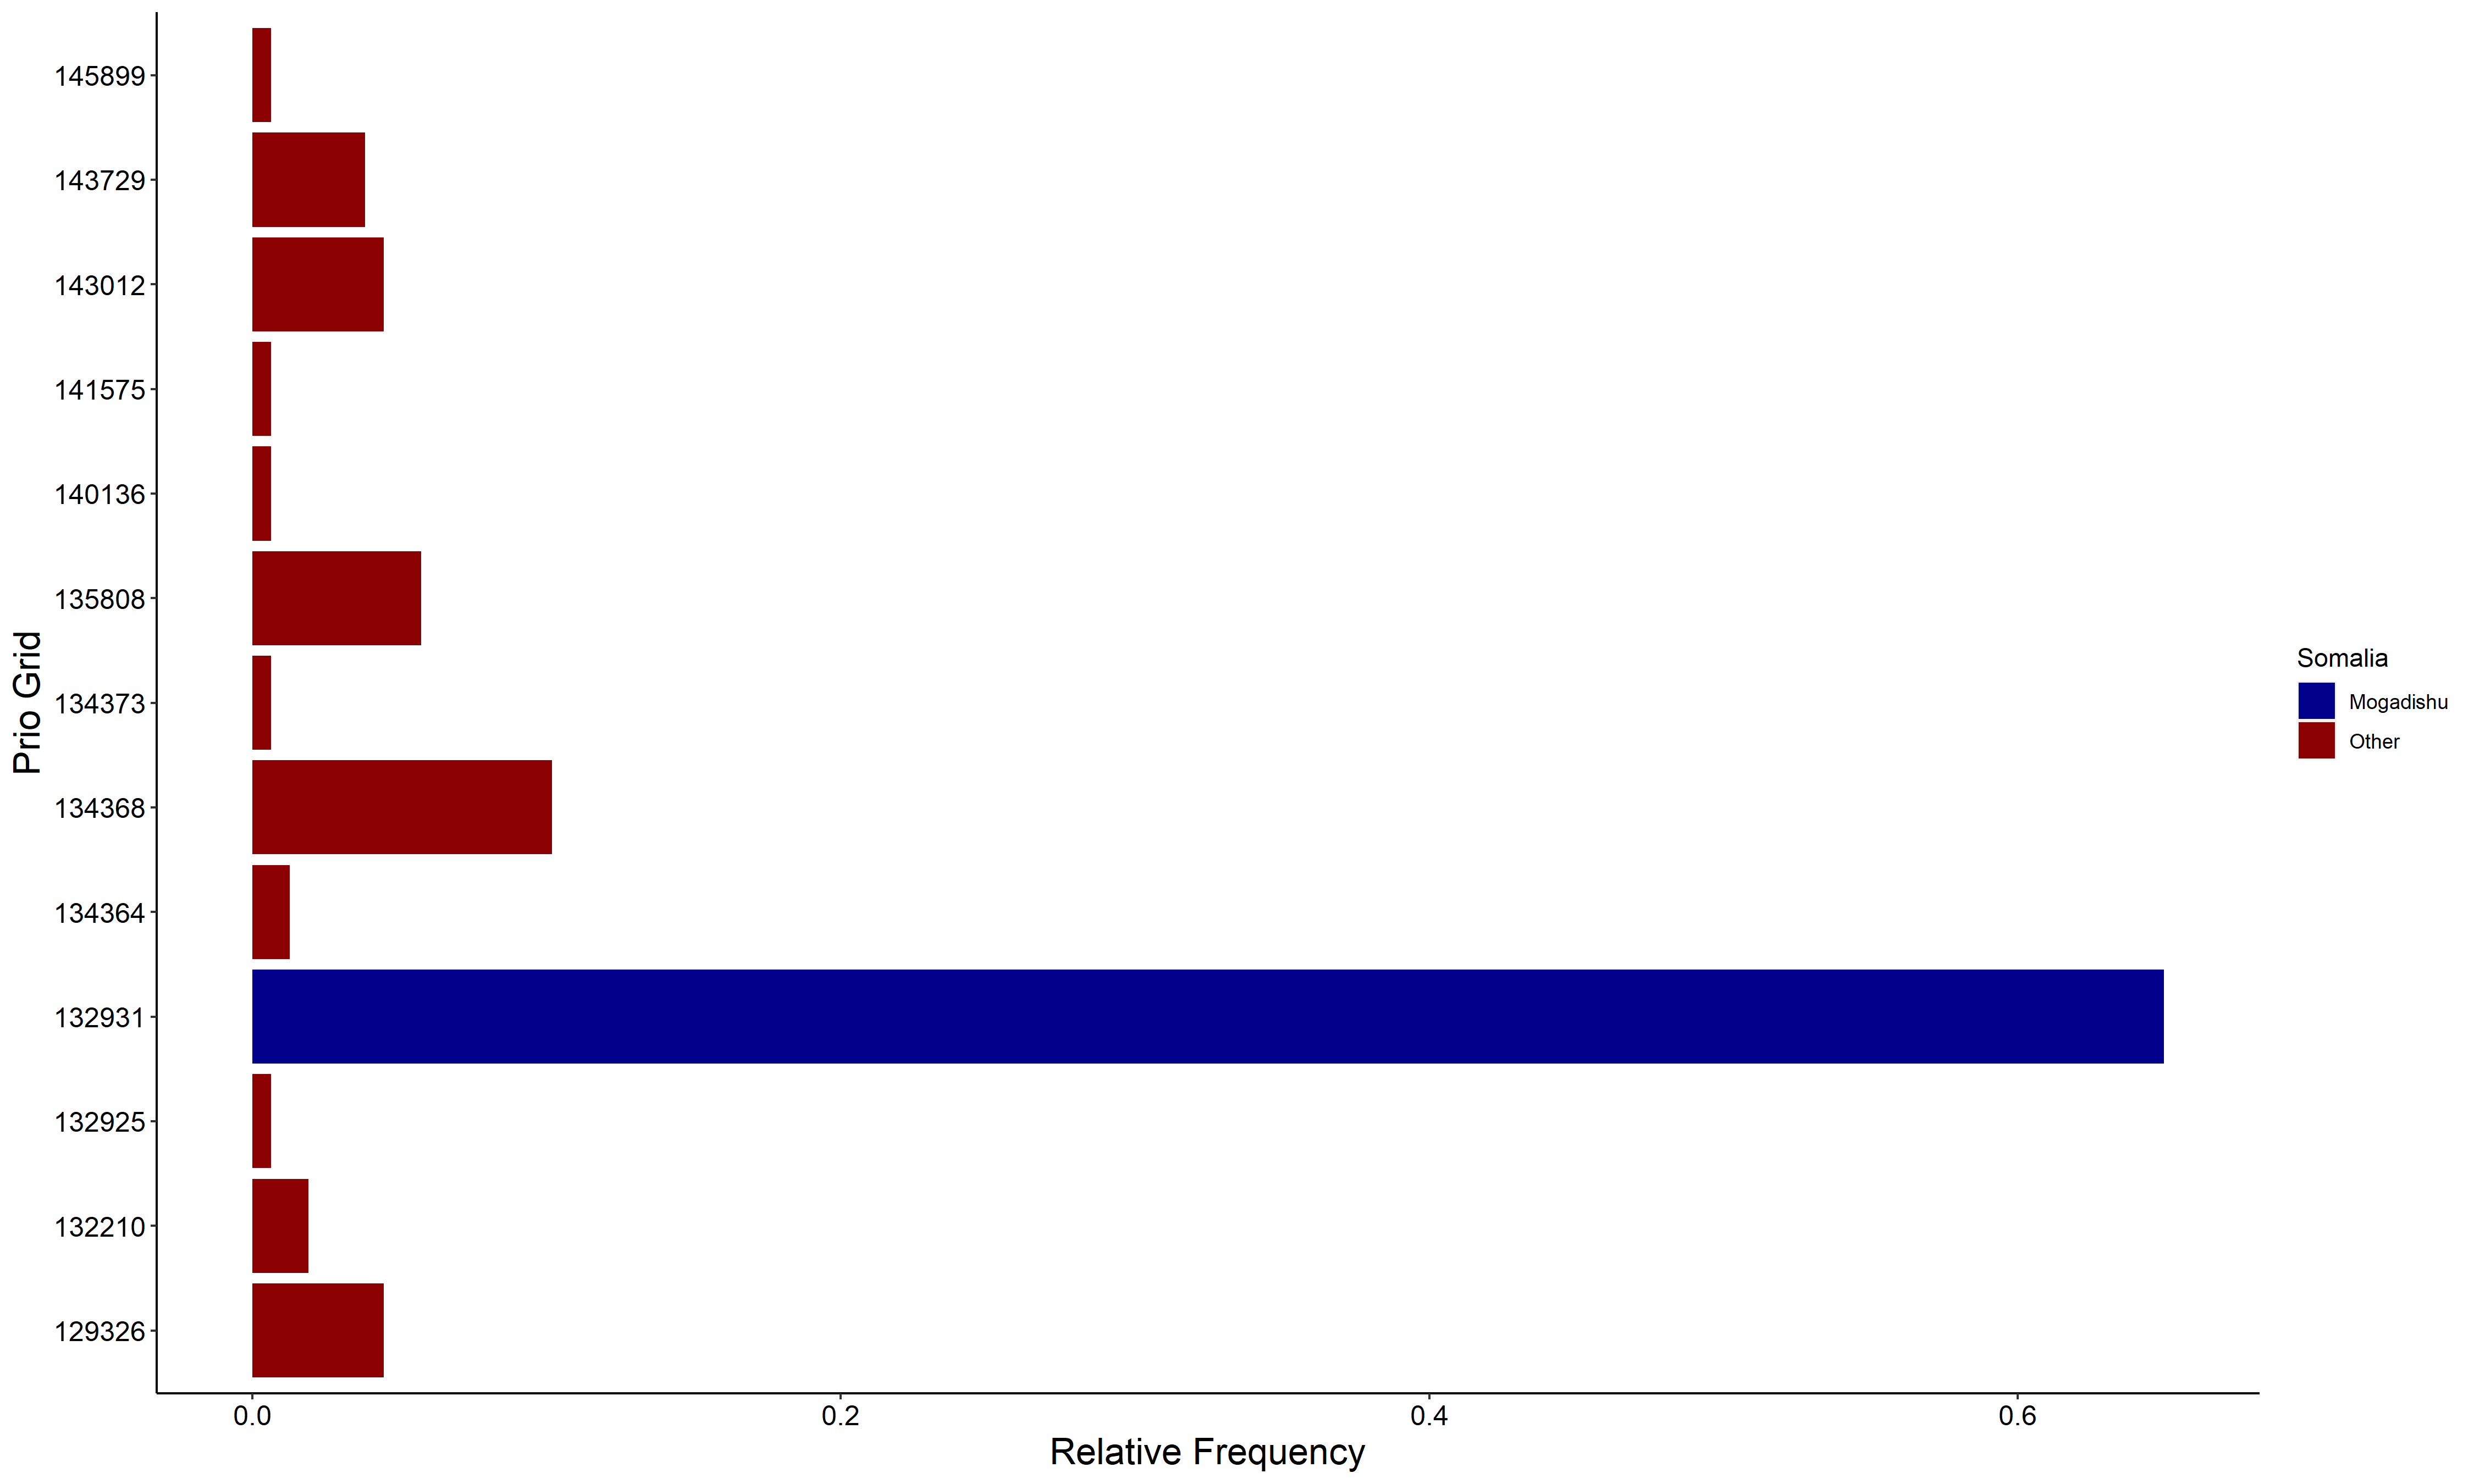 145899
143729
143012
141575
140136
135808
134373
134368
134364
132931
132925
132210
129326
Prio Grid
0.0 0.2 0.4 0.6
Relative Frequency
Somalia
Mogadishu
Other